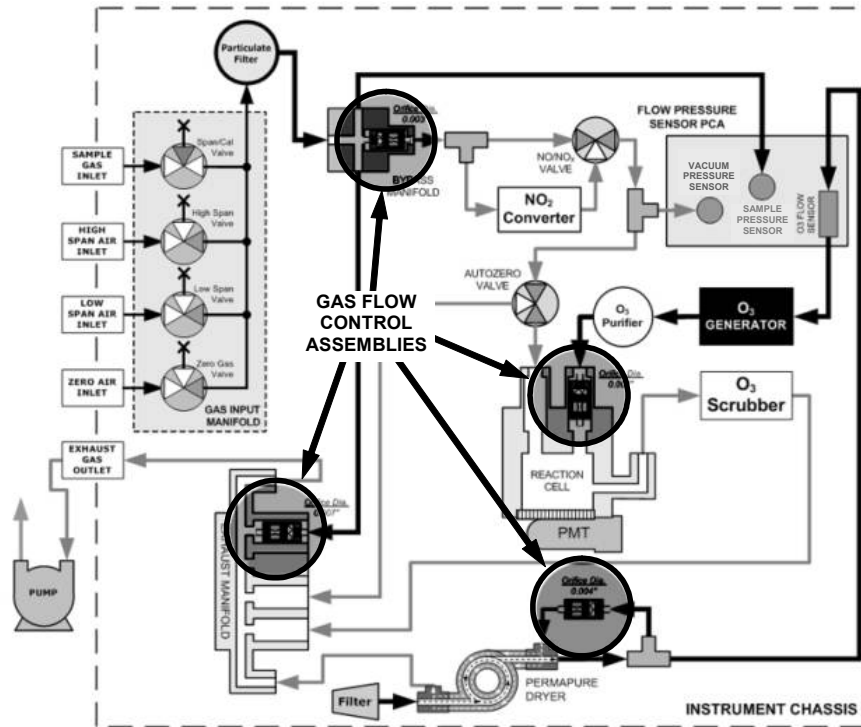 Particulate
Filter
Orifice Dia.
0.003"
FLOW PRESSURE
SENSOR PCA
Span/Cal
Valve
SAMPLE
GAS
INLET
NO/NOₓ
VALVE
BYPASS
MANIFOLD
VACUUM
PRESSURE
SENSOR
SAMPLE
PRESSURE
SENSOR
O3 FLOW
SENSOR
NO₂
Converter
High Span
Valve
HIGH
SPAN AIR
INLET
AUTOZERO
VALVE
Low Span
Valve
LOW
SPAN AIR
INLET
GAS FLOW
CONTROL
ASSEMBLIES
O₃
Purifier
O₃
GENERATOR
Zero Gas
Valve
ZERO AIR
INLET
GAS INPUT
MANIFOLD
Orifice Dia.
O₃
Scrubber
EXHAUST
GAS
OUTLET
REACTION
CELL
Orifice Dia.
PMT
EXHAUST MANIFOLD
PUMP
Orifice Dia.
0.004"
Filter
PERMAPURE
DRYER
INSTRUMENT CHASSIS